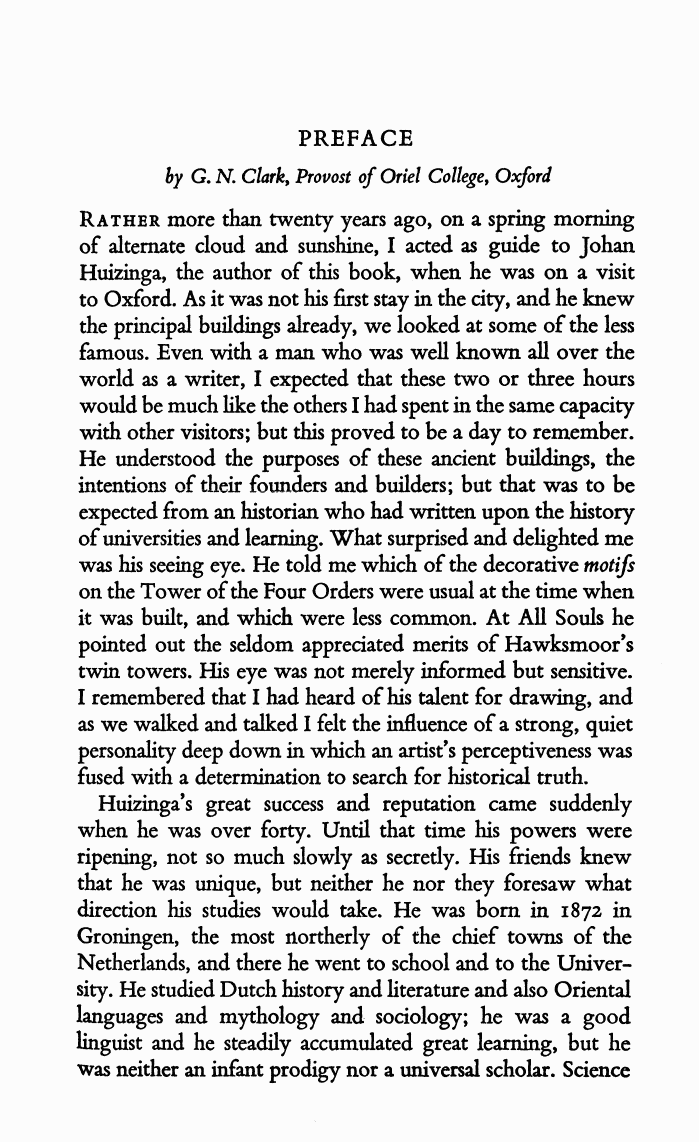 PREFACE
by G. N. Clark, Provost of Oriel College, Oxford
RATHER more than twenty years ago, on a spring morning
of alternate cloud and sunshine, I acted as guide to Johan
Huizinga, the author of this book, when he was on a visit
to Oxford. As it was not his first stay in the city, and he knew
the principal buildings already, we looked at some of the less
famous. Even with a man who was well known all over the
world as a writer, I expected that these two or three hours
would be much like the others I had spent in the same capacity
with other visitors; but this proved to be a day to remember.
He understood the purposes of these ancient buildings, the
intentions of their founders and builders; but that was to be
expected from an historian who had written upon the history
of universities and learning. What surprised and delighted me
was his seeing eye. He told me which of the decorative motifs
on the Tower of the Four Orders were usual at the time when
it was built, and which were less common. At All Souls he
pointed out the seldom appreciated merits of Hawksmoor's
twin towers. His eye was not merely informed but sensitive.
I remembered that I had heard of his talent for drawing, and
as we walked and talked I felt the influence of a strong, quiet
personality deep down in which an artist's perceptiveness was
fused with a determination to search for historical truth.
Huizinga's great success and reputation came suddenly
when he was over forty. Until that time his powers were
ripening, not so much slowly as secretly. His friends knew
that he was unique, but neither he nor they foresaw what
direction his studies would take. He was born in 1872 in
Groningen, the most northerly of the chief towns of the
Netherlands, and there he went to school and to the Univer-
sity. He studied Dutch history and literature and also Oriental
languages and mythology and sociology; he was a good
linguist and he steadily accumulated great learning, but he
was neither an infant prodigy nor a universal scholar. Science